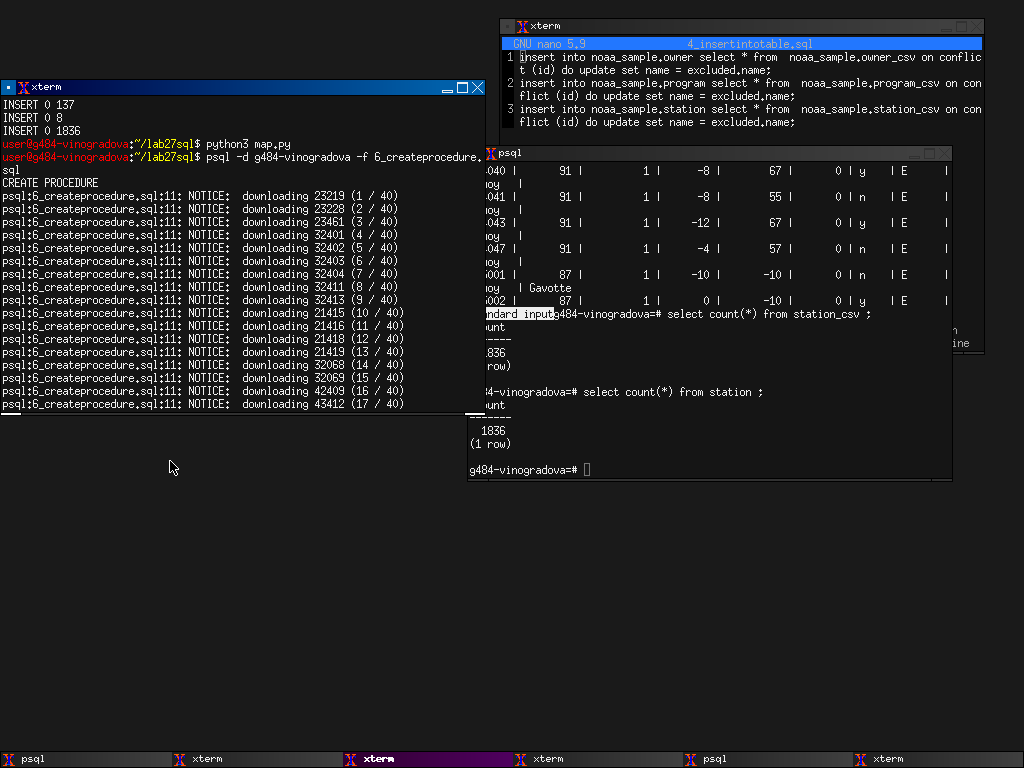 xterm
GNU nano 5.9 4_insertintotable.sql
1 insert into noaa_sample.owner select * from  noaa_sample.owner_csv on conflic
t (id) do update set name = excluded.name;
2 insert into noaa_sample.program select * from  noaa_sample.program_csv on con
flict (id) do update set name = excluded.name;
3 insert into noaa_sample.station select * from  noaa_sample.station_csv on con
flict (id) do update set name = excluded.name;
xterm
INSERT 0 137
INSERT 0 8
INSERT 0 1836
user@g484-vinogradova:~/lab27sql$ python3 map.py
user@g484-vinogradova:~/lab27sql$ psql -d g484-vinogradova -f 6_createprocedure.
sql
CREATE PROCEDURE
psql:6_createprocedure.sql:11: NOTICE:  downloading 23219 (1 / 40)
psql:6_createprocedure.sql:11: NOTICE:  downloading 23228 (2 / 40)
psql:6_createprocedure.sql:11: NOTICE:  downloading 23461 (3 / 40)
psql:6_createprocedure.sql:11: NOTICE:  downloading 32401 (4 / 40)
psql:6_createprocedure.sql:11: NOTICE:  downloading 32402 (5 / 40)
psql:6_createprocedure.sql:11: NOTICE:  downloading 32403 (6 / 40)
psql:6_createprocedure.sql:11: NOTICE:  downloading 32404 (7 / 40)
psql:6_createprocedure.sql:11: NOTICE:  downloading 32411 (8 / 40)
psql:6_createprocedure.sql:11: NOTICE:  downloading 32413 (9 / 40)
psql:6_createprocedure.sql:11: NOTICE:  downloading 21415 (10 / 40)
psql:6_createprocedure.sql:11: NOTICE:  downloading 21416 (11 / 40)
psql:6_createprocedure.sql:11: NOTICE:  downloading 21418 (12 / 40)
psql:6_createprocedure.sql:11: NOTICE:  downloading 21419 (13 / 40)
psql:6_createprocedure.sql:11: NOTICE:  downloading 32068 (14 / 40)
psql:6_createprocedure.sql:11: NOTICE:  downloading 32069 (15 / 40)
psql:6_createprocedure.sql:11: NOTICE:  downloading 42409 (16 / 40)
psql:6_createprocedure.sql:11: NOTICE:  downloading 43412 (17 / 40)
psql
040 | 91 | 1 | -8 | 67 | 0 | y | E |
uoy |
041 | 91 | 1 | -8 | 55 | 0 | n | E |
uoy |
043 | 91 | 1 | -12 | 67 | 0 | y | E |
uoy |
047 | 91 | 1 | -4 | 57 | 0 | n | E |
uoy |
001 | 87 | 1 | -10 | -10 | 0 | n | E |
uoy | Gavotte
002 | 87 | 1 | 0 | -10 | 0 | y | E |
ndard inputg484-vinogradova=# select count(*) from station_csv ;
ount
-------
1836
row)
84-vinogradova=# select count(*) from station ;
ount
-------
1836
(1 row)
g484-vinogradova=#
n
ine
psql xterm xterm xterm psql xterm